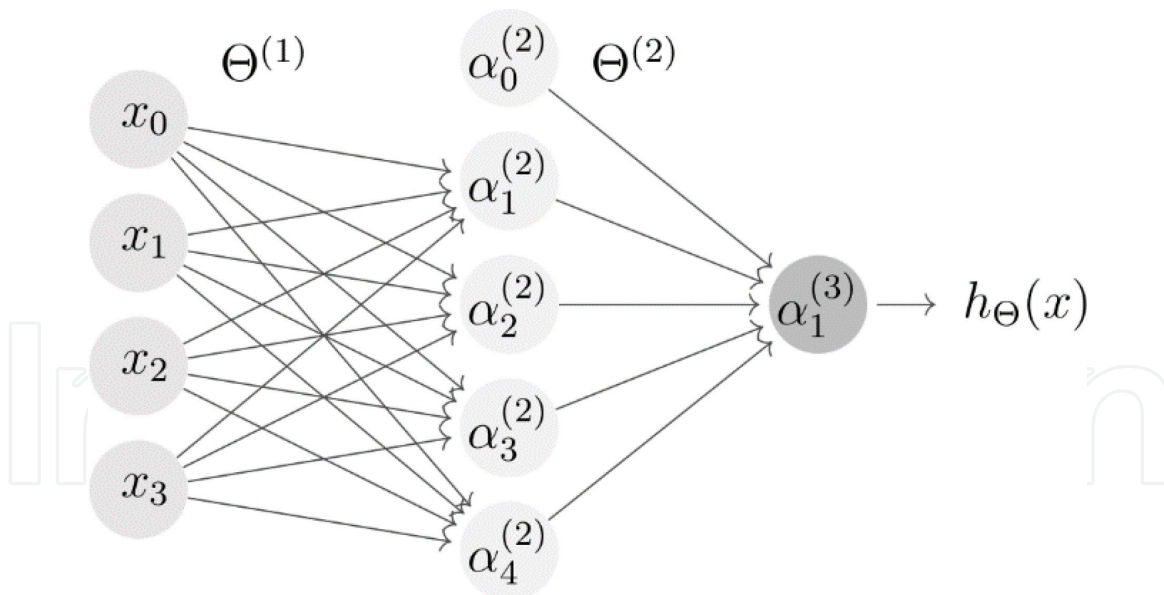 Θ^(1)
Θ^(2)
x_0
x_1
x_2
x_3
α_0^(2)
α_1^(2)
α_2^(2)
α_3^(2)
α_4^(2)
α_1^(3)
h_Θ(x)